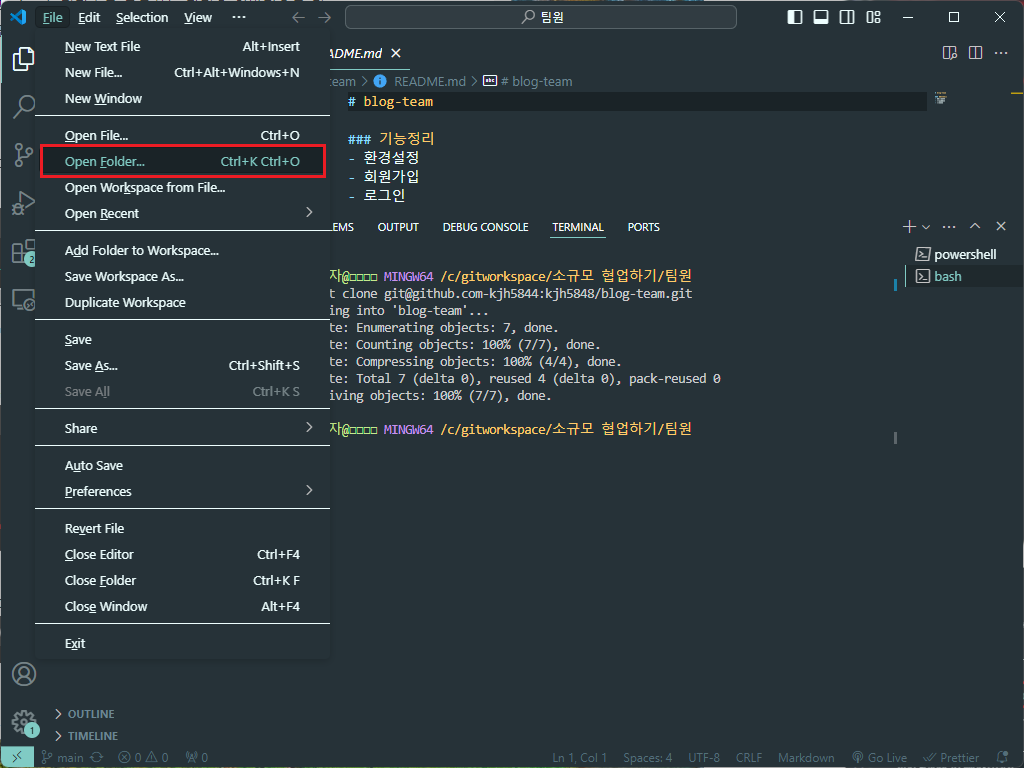 File Edit Selection View ··· 팀원
New Text File Alt+Insert
New File... Ctrl+Alt+Windows+N
New Window
Open File... Ctrl+O
Open Folder... Ctrl+K Ctrl+O
Open Workspace from File...
Open Recent
Add Folder to Workspace...
Save Workspace As...
Duplicate Workspace
Save
Save As... Ctrl+Shift+S
Save All Ctrl+K S
Share
Auto Save
Preferences
Revert File
Close Editor Ctrl+F4
Close Folder Ctrl+K F
Close Window Alt+F4
Exit
ADME.md
team > README.md > # blog-team
# blog-team
### 기능정리
- 환경설정
- 회원가입
- 로그인
EMS OUTPUT DEBUG CONSOLE TERMINAL PORTS
powershell
bash
자@□□□□ MINGW64 /c/gitworkspace/소규모 협업하기/팀원
t clone git@github.com-kjh5844:kjh5848/blog-team.git
ing into 'blog-team'...
te: Enumerating objects: 7, done.
te: Counting objects: 100% (7/7), done.
te: Compressing objects: 100% (4/4), done.
te: Total 7 (delta 0), reused 4 (delta 0), pack-reused 0
iving objects: 100% (7/7), done.
자@□□□□ MINGW64 /c/gitworkspace/소규모 협업하기/팀원
2
1
OUTLINE
TIMELINE
main 0 0 0 Ln 1, Col 1 Spaces: 4 UTF-8 CRLF Markdown Go Live Prettier